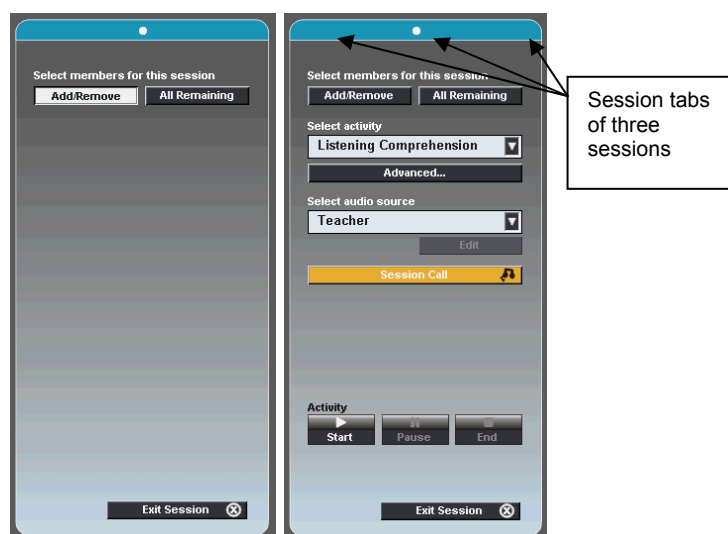 Select members for this session
Add/Remove All Remaining
Exit Session
Select members for this session
Add/Remove All Remaining
Select activity
Listening Comprehension
Advanced...
Select audio source
Teacher
Edit
Session Call
Activity
Start Pause End
Exit Session
Session tabs
of three
sessions